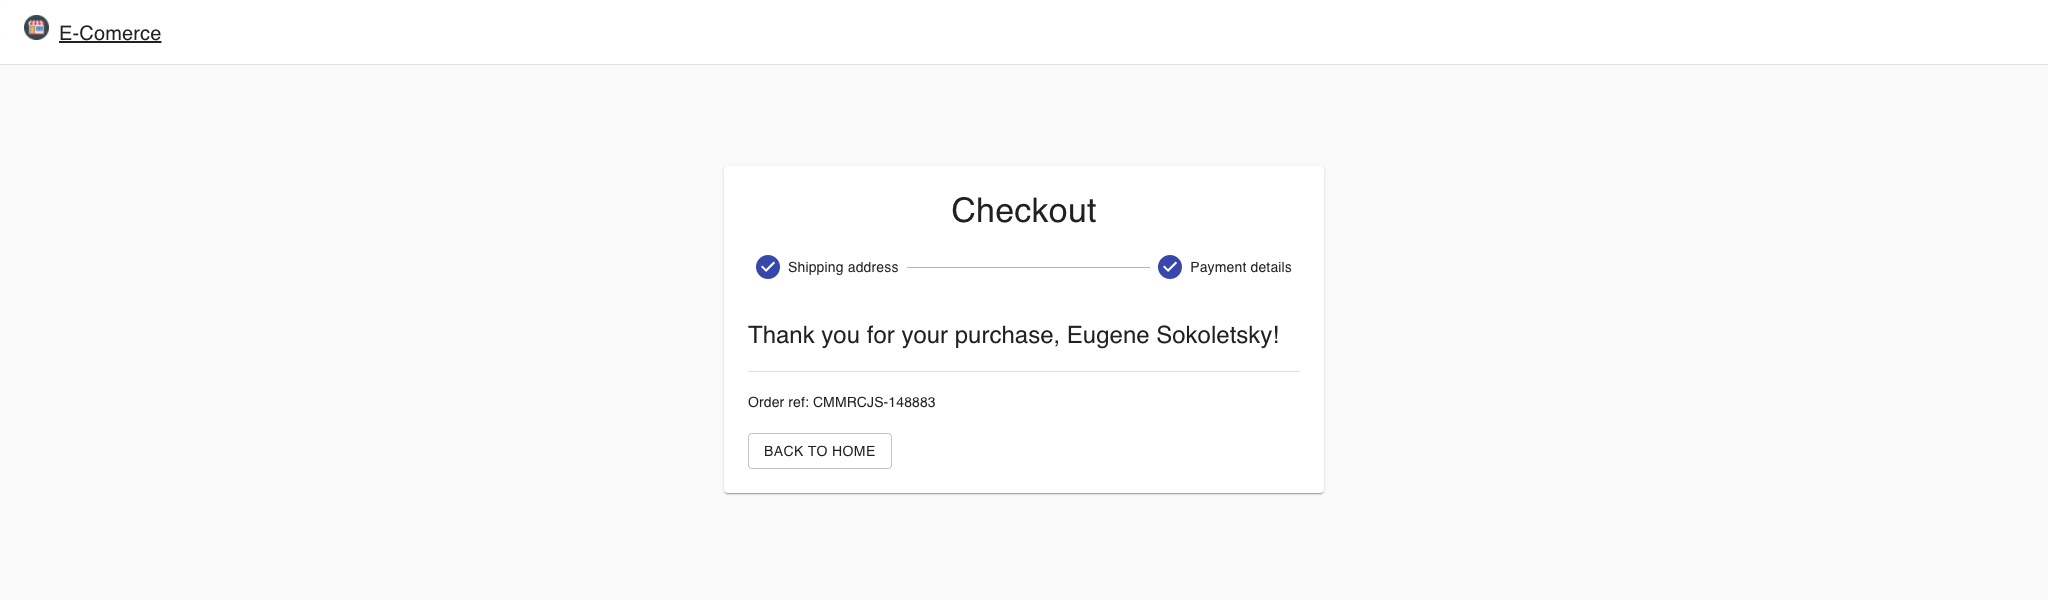 E-Comerce
Checkout
Shipping address
Payment details
Thank you for your purchase, Eugene Sokoletsky!
Order ref: CMMRCJS-148883
BACK TO HOME